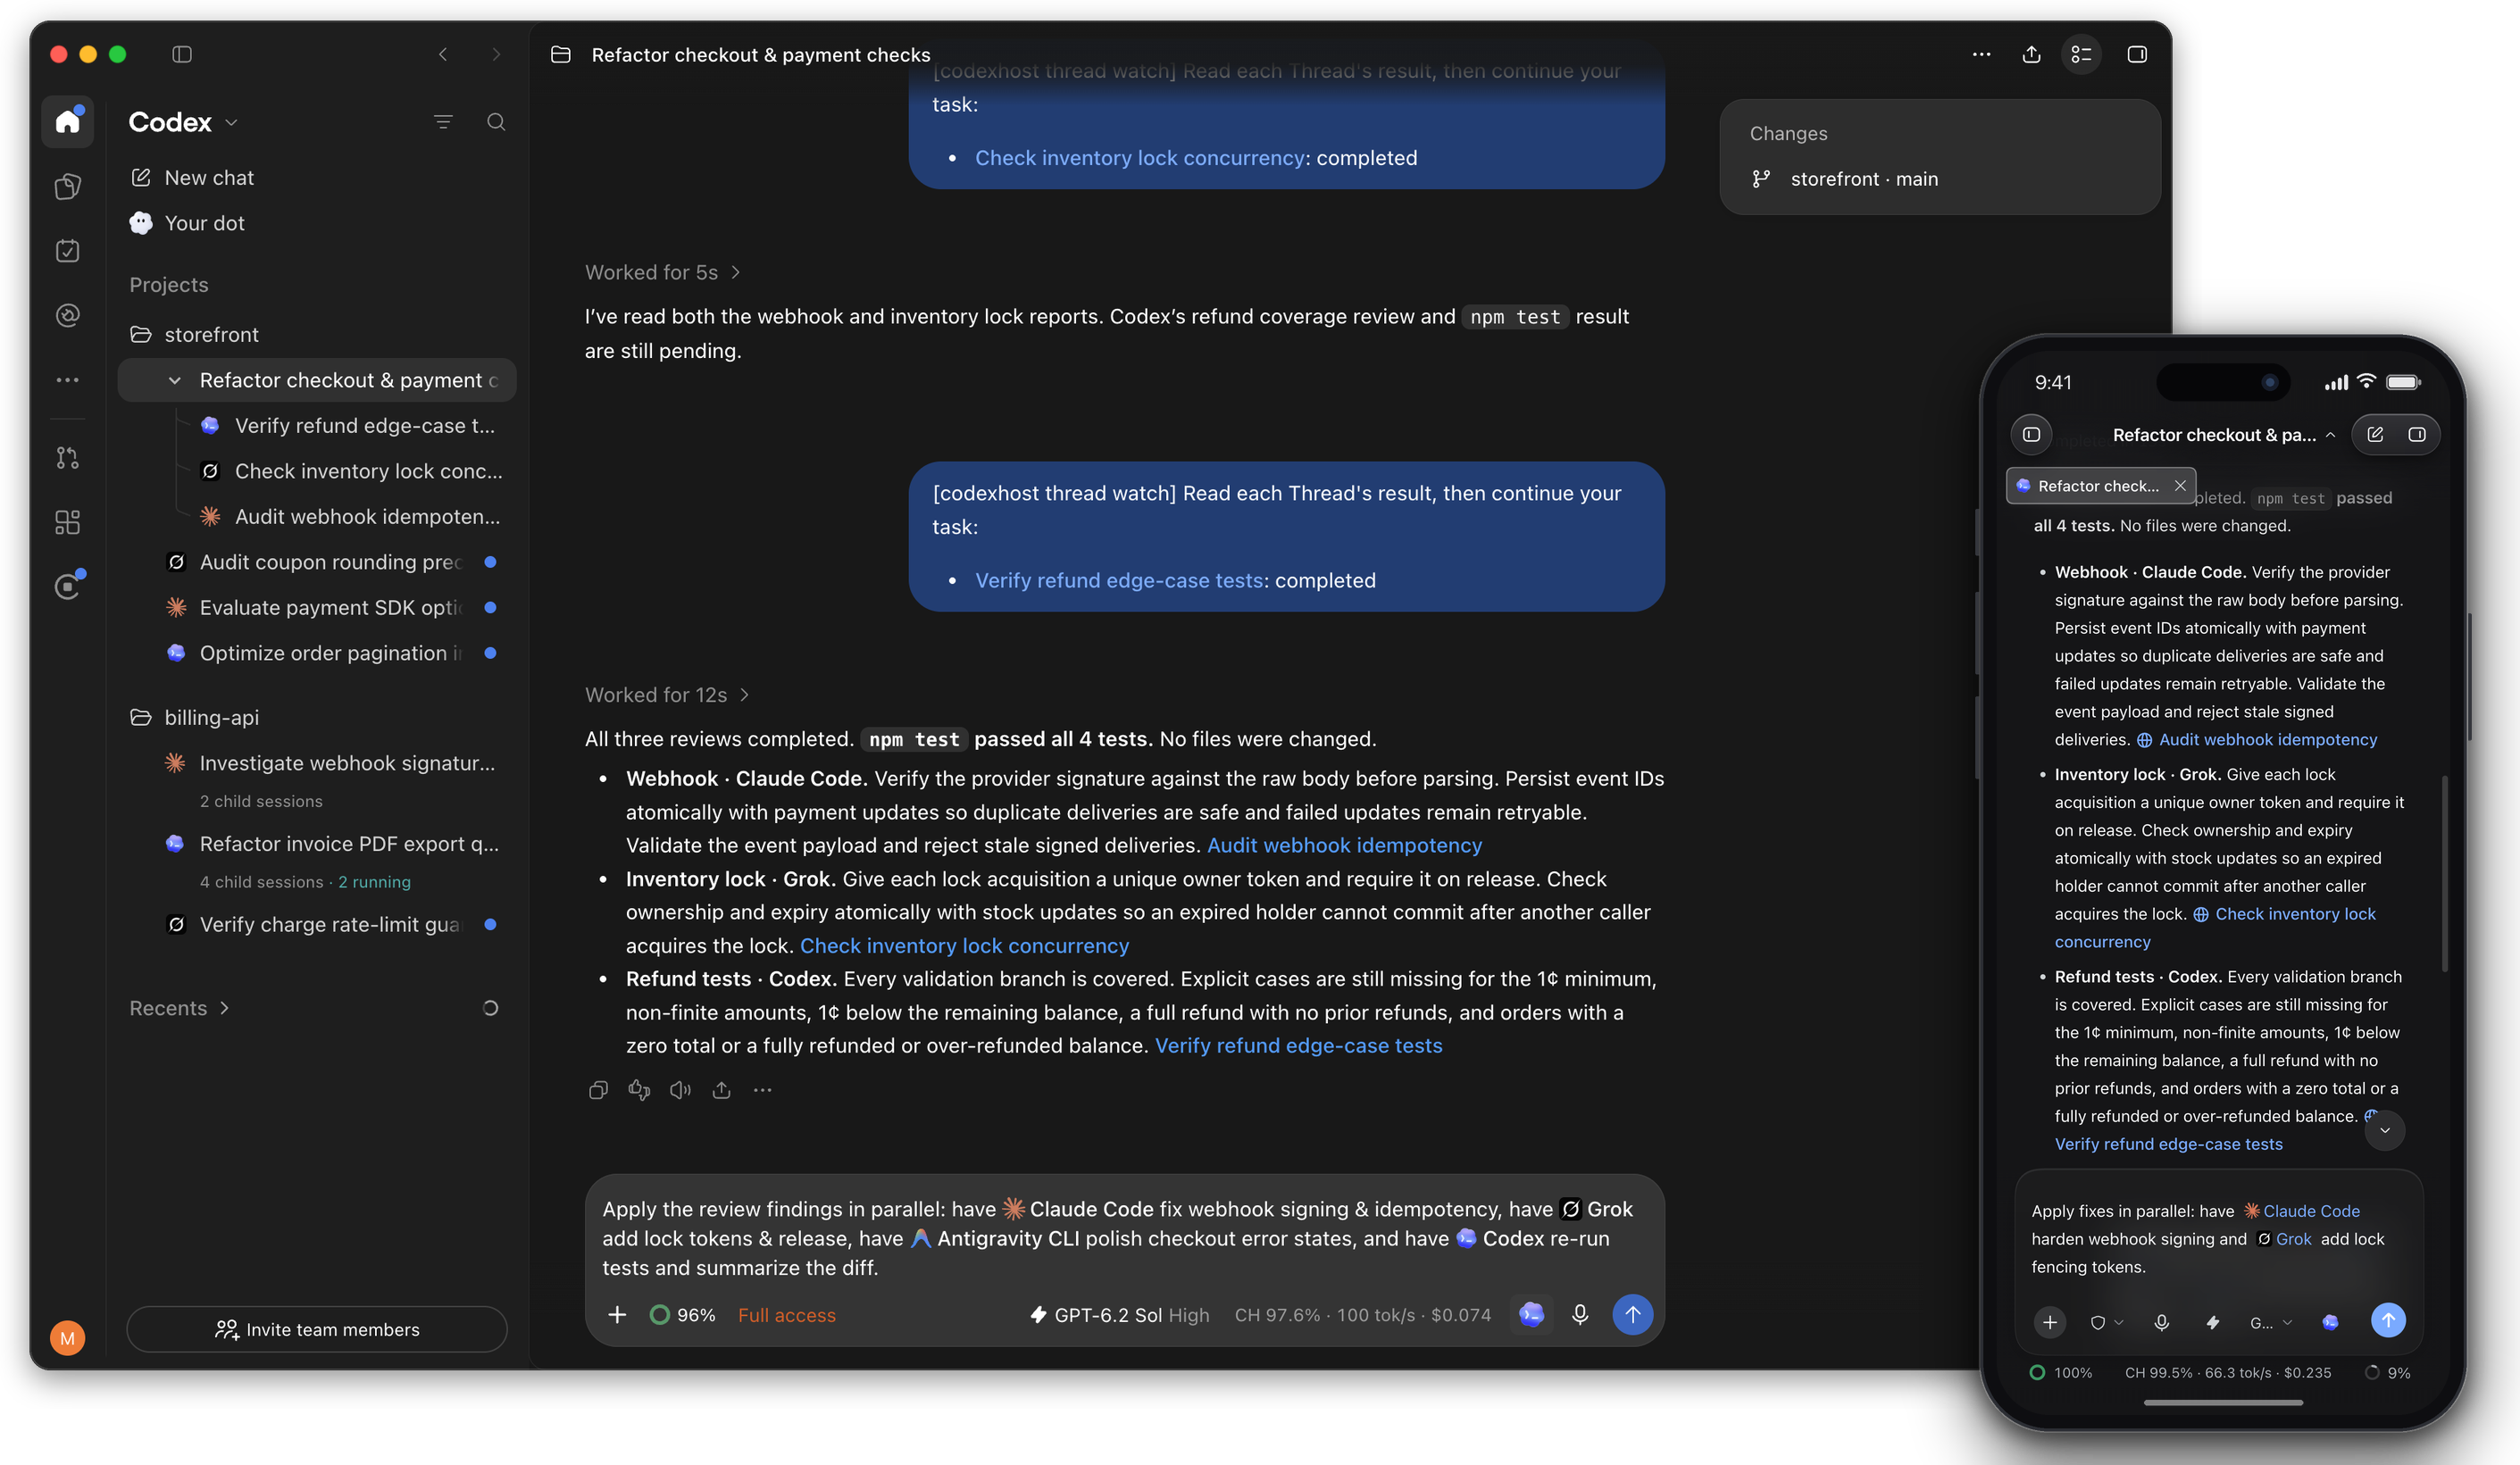 Codex
New chat
Your dot
Projects
storefront
Refactor checkout & payment c
Verify refund edge-case t...
Check inventory lock conc...
Audit webhook idempoten...
Audit coupon rounding prec
Evaluate payment SDK optio
Optimize order pagination in
billing-api
Investigate webhook signatur...
2 child sessions
Refactor invoice PDF export q...
4 child sessions · 2 running
Verify charge rate-limit gua
Recents
M
Invite team members
Refactor checkout & payment checks
[codexhost thread watch] Read each Thread's result, then continue your
task:
• Check inventory lock concurrency: completed
Worked for 5s
I’ve read both the webhook and inventory lock reports. Codex’s refund coverage review and npm test result
are still pending.
[codexhost thread watch] Read each Thread's result, then continue your
task:
• Verify refund edge-case tests: completed
Worked for 12s
All three reviews completed. npm test passed all 4 tests. No files were changed.
• Webhook · Claude Code. Verify the provider signature against the raw body before parsing. Persist event IDs
atomically with payment updates so duplicate deliveries are safe and failed updates remain retryable.
Validate the event payload and reject stale signed deliveries. Audit webhook idempotency
• Inventory lock · Grok. Give each lock acquisition a unique owner token and require it on release. Check
ownership and expiry atomically with stock updates so an expired holder cannot commit after another caller
acquires the lock. Check inventory lock concurrency
• Refund tests · Codex. Every validation branch is covered. Explicit cases are still missing for the 1¢ minimum,
non-finite amounts, 1¢ below the remaining balance, a full refund with no prior refunds, and orders with a
zero total or a fully refunded or over-refunded balance. Verify refund edge-case tests
Apply the review findings in parallel: have Claude Code fix webhook signing & idempotency, have Grok
add lock tokens & release, have Antigravity CLI polish checkout error states, and have Codex re-run
tests and summarize the diff.
96% Full access GPT-6.2 Sol High CH 97.6% · 100 tok/s · $0.074
Changes
storefront · main
9:41
Refactor checkout & pa...
Refactor check...
pleted. npm test passed
all 4 tests. No files were changed.
• Webhook · Claude Code. Verify the provider
signature against the raw body before parsing.
Persist event IDs atomically with payment
updates so duplicate deliveries are safe and
failed updates remain retryable. Validate the
event payload and reject stale signed
deliveries. Audit webhook idempotency
• Inventory lock · Grok. Give each lock
acquisition a unique owner token and require it
on release. Check ownership and expiry
atomically with stock updates so an expired
holder cannot commit after another caller
acquires the lock. Check inventory lock
concurrency
• Refund tests · Codex. Every validation branch
is covered. Explicit cases are still missing for
the 1¢ minimum, non-finite amounts, 1¢ below
the remaining balance, a full refund with no
prior refunds, and orders with a zero total or a
fully refunded or over-refunded balance.
Verify refund edge-case tests
Apply fixes in parallel: have Claude Code
harden webhook signing and Grok add lock
fencing tokens.
G...
100% CH 99.5% · 66.3 tok/s · $0.235 9%